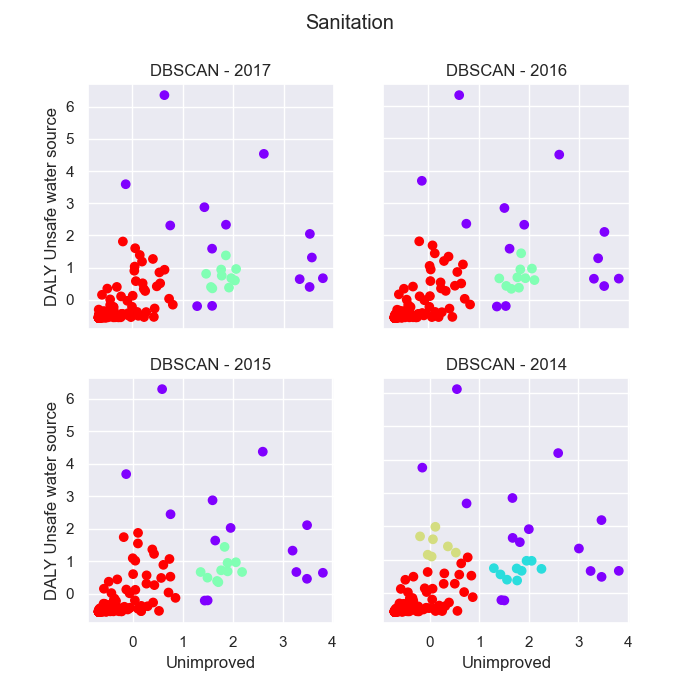 Sanitation
DBSCAN - 2017
DBSCAN - 2016
DALY Unsafe water source
6
5
4
3
2
1
0
DBSCAN - 2015
DBSCAN - 2014
DALY Unsafe water source
6
5
4
3
2
1
0
0 1 2 3 4
0 1 2 3 4
Unimproved
Unimproved